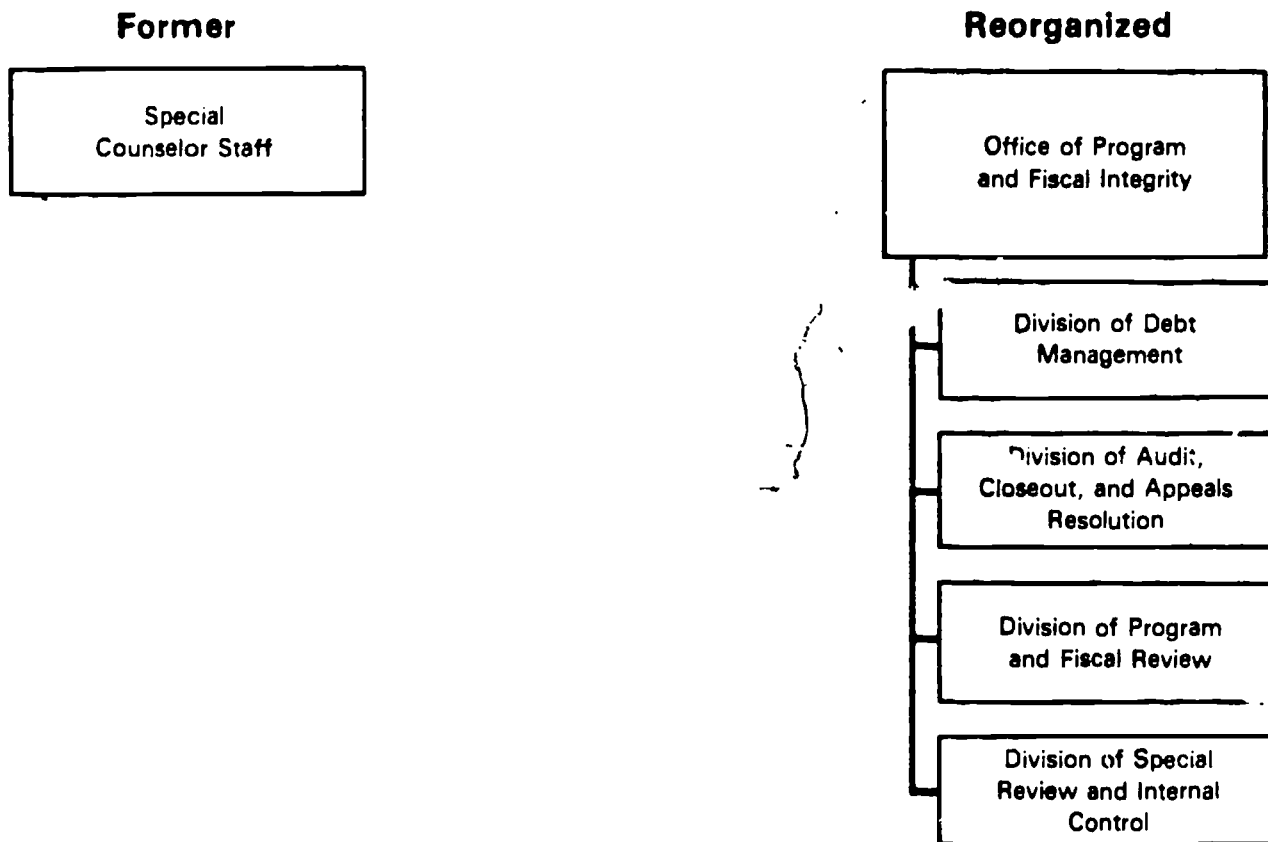 Former
Special
Counselor Staff
Reorganized
Office of Program
and Fiscal Integrity
Division of Debt
Management
Division of Audit,
Closeout, and Appeals
Resolution
Division of Program
and Fiscal Review
Division of Special
Review and Internal
Control